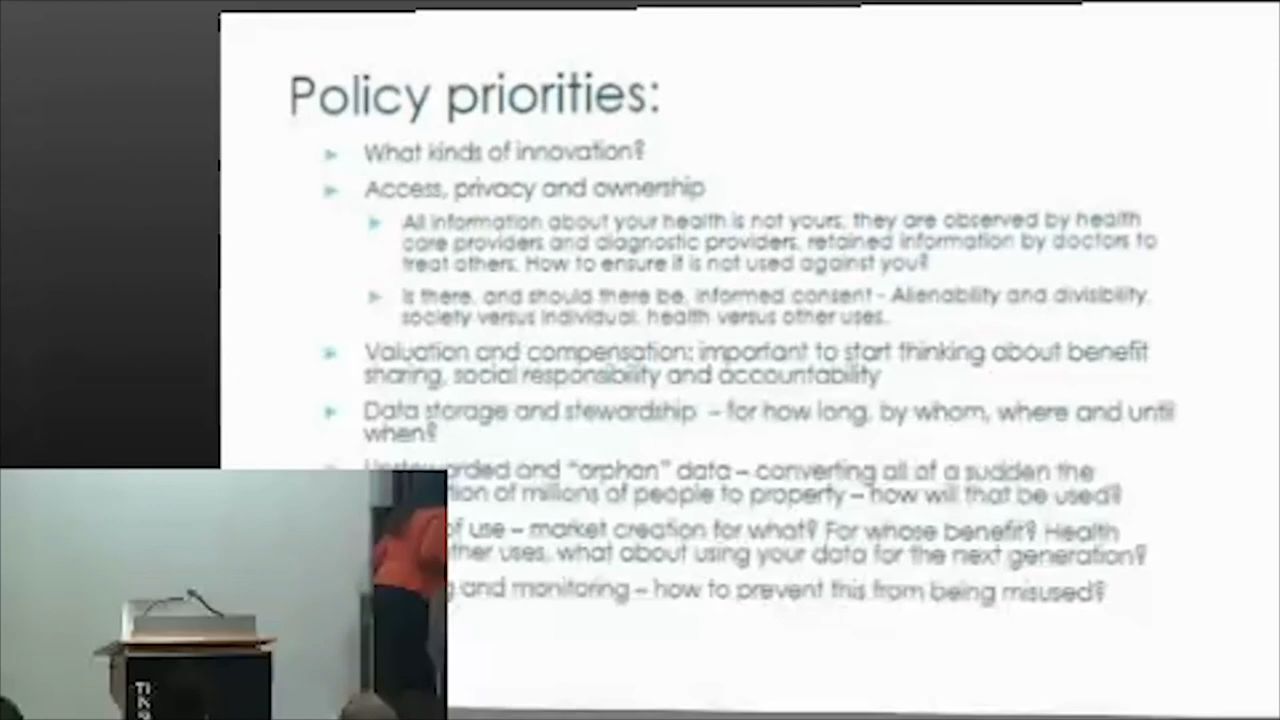 Policy priorities:
What kinds of innovation?
Access, privacy and ownership
All information about your health is not yours, they are observed by health
care providers and diagnostic providers, retained information by doctors to
treat others. How to ensure it is not used against you?
Is there, and should there be, informed consent - Alienability and divisibility,
society versus individual, health versus other uses.
Valuation and compensation: important to start thinking about benefit
sharing, social responsibility and accountability
Data storage and stewardship – for how long, by whom, where and until
when?
and “orphan” data – converting all of a sudden the
of millions of people to property – how will that be used?
of use – market creation for what? For whose benefit? Health
other uses, what about using your data for the next generation?
and monitoring – how to prevent this from being misused?